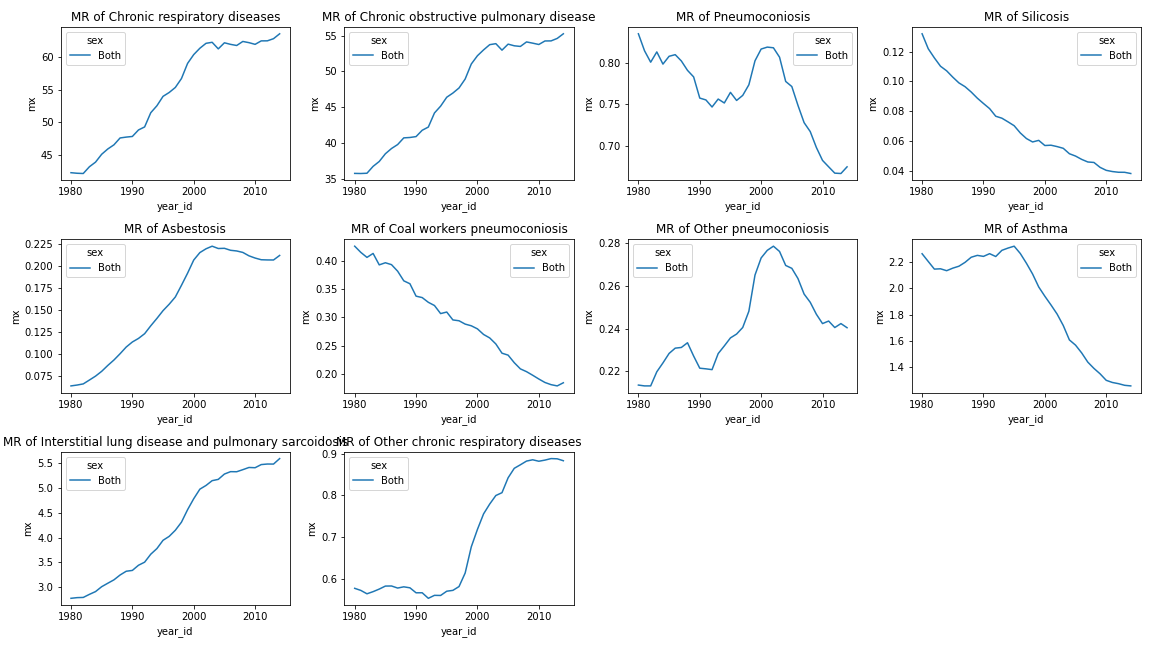 MR of Chronic respiratory diseases
sex
Both
mx
60
55
50
45
1980
1990
2000
2010
year_id
MR of Chronic obstructive pulmonary disease
sex
Both
mx
55
50
45
40
35
1980
1990
2000
2010
year_id
MR of Pneumoconiosis
sex
Both
mx
0.80
0.75
0.70
1980
1990
2000
2010
year_id
MR of Silicosis
sex
Both
mx
0.12
0.10
0.08
0.06
0.04
1980
1990
2000
2010
year_id
MR of Asbestosis
sex
Both
mx
0.225
0.200
0.175
0.150
0.125
0.100
0.075
1980
1990
2000
2010
year_id
MR of Coal workers pneumoconiosis
sex
Both
mx
0.40
0.35
0.30
0.25
0.20
1980
1990
2000
2010
year_id
MR of Other pneumoconiosis
sex
Both
mx
0.28
0.26
0.24
0.22
1980
1990
2000
2010
year_id
MR of Asthma
sex
Both
mx
2.2
2.0
1.8
1.6
1.4
1980
1990
2000
2010
year_id
MR of Interstitial lung disease and pulmonary sarcoidosis
sex
Both
mx
5.5
5.0
4.5
4.0
3.5
3.0
1980
1990
2000
2010
year_id
MR of Other chronic respiratory diseases
sex
Both
mx
0.9
0.8
0.7
0.6
1980
1990
2000
2010
year_id